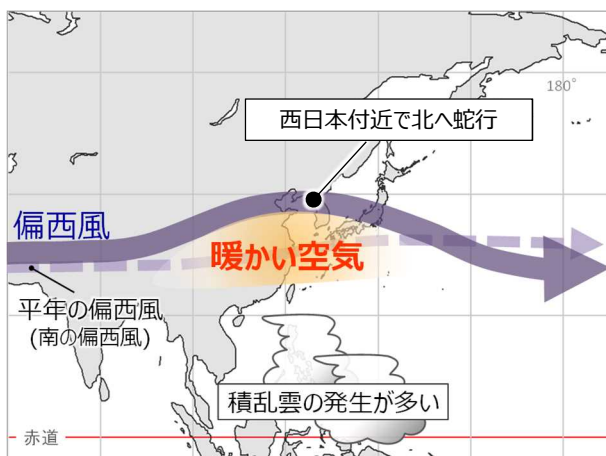 180°
西日本付近で北へ蛇行
偏西風
暖かい空気
平年の偏西風
(南の偏西風)
積乱雲の発生が多い
赤道